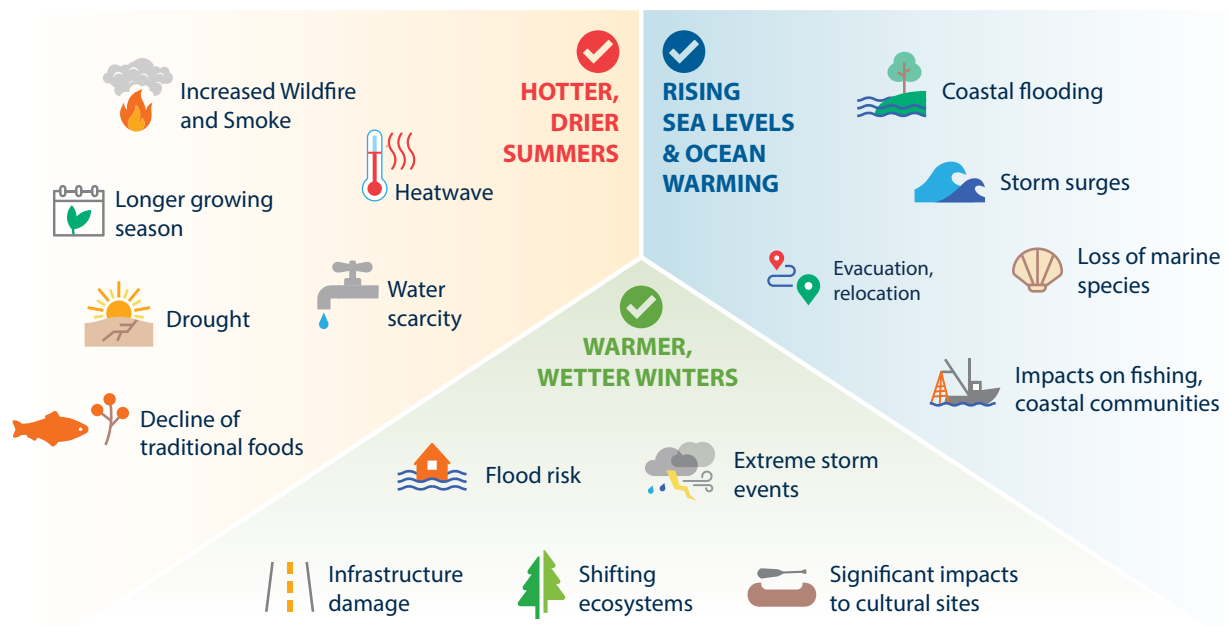 HOTTER,
DRIER
SUMMERS
Increased Wildfire
and Smoke
Heatwave
Longer growing
season
Water
scarcity
Drought
Decline of
traditional foods
RISING
SEA LEVELS
& OCEAN
WARMING
Coastal flooding
Storm surges
Evacuation,
relocation
Loss of marine
species
Impacts on fishing,
coastal communities
WARMER,
WETTER WINTERS
Flood risk
Extreme storm
events
Infrastructure
damage
Shifting
ecosystems
Significant impacts
to cultural sites